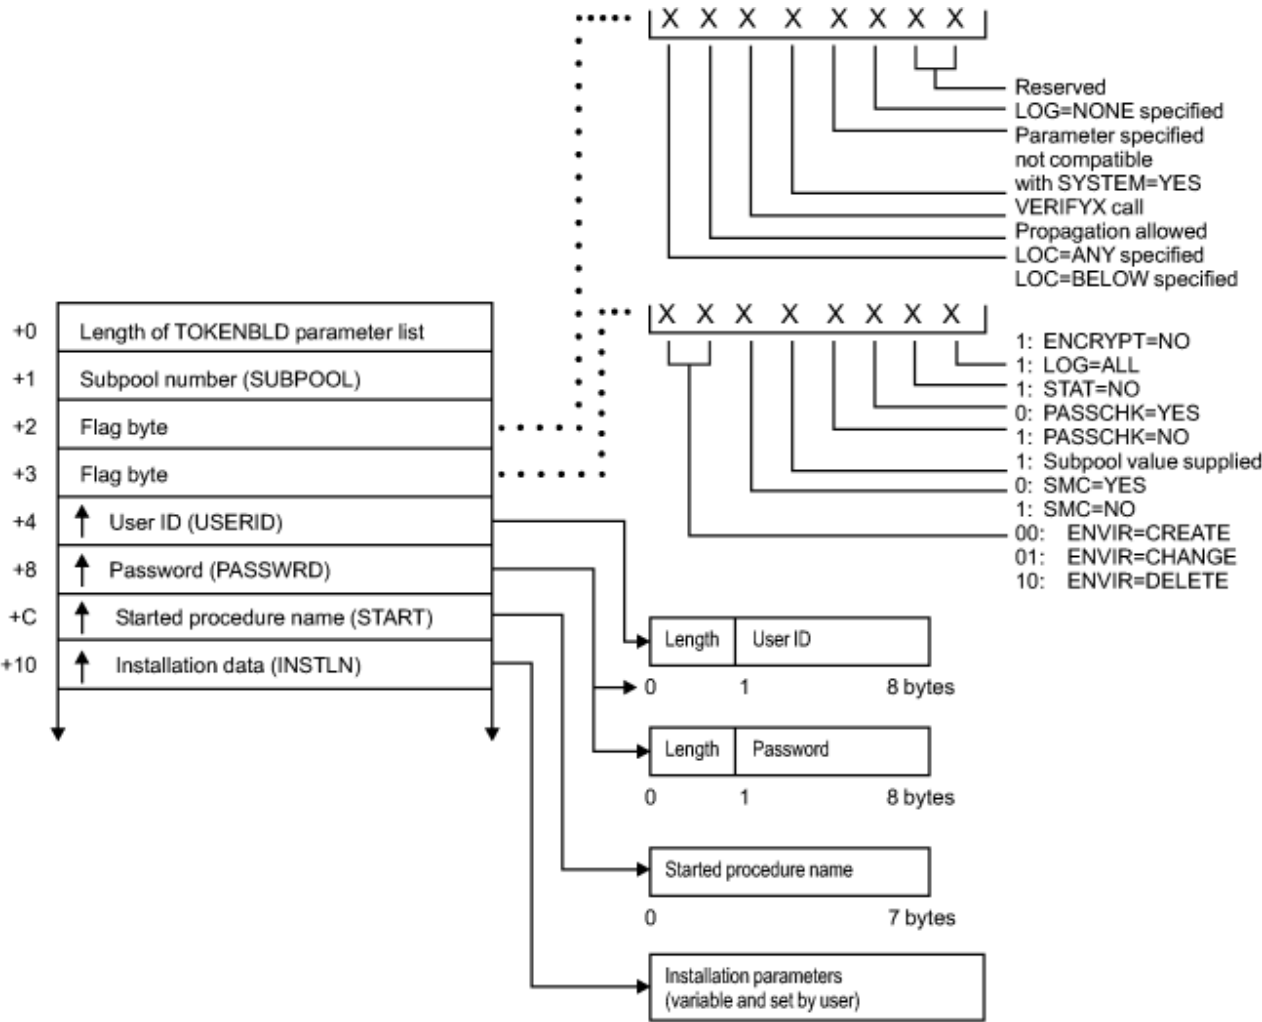 X X X X X X X X
Reserved
LOG=NONE specified
Parameter specified
not compatible
with SYSTEM=YES
VERIFYX call
Propagation allowed
LOC=ANY specified
LOC=BELOW specified
+0 Length of TOKENBLD parameter list
+1 Subpool number (SUBPOOL)
+2 Flag byte
+3 Flag byte
+4 User ID (USERID)
+8 Password (PASSWRD)
+C Started procedure name (START)
+10 Installation data (INSTLN)
X X X X X X X X
1: ENCRYPT=NO
1: LOG=ALL
1: STAT=NO
0: PASSCHK=YES
1: PASSCHK=NO
1: Subpool value supplied
0: SMC=YES
1: SMC=NO
00: ENVIR=CREATE
01: ENVIR=CHANGE
10: ENVIR=DELETE
Length User ID
0 1 8 bytes
Length Password
0 1 8 bytes
Started procedure name
0 7 bytes
Installation parameters
(variable and set by user)